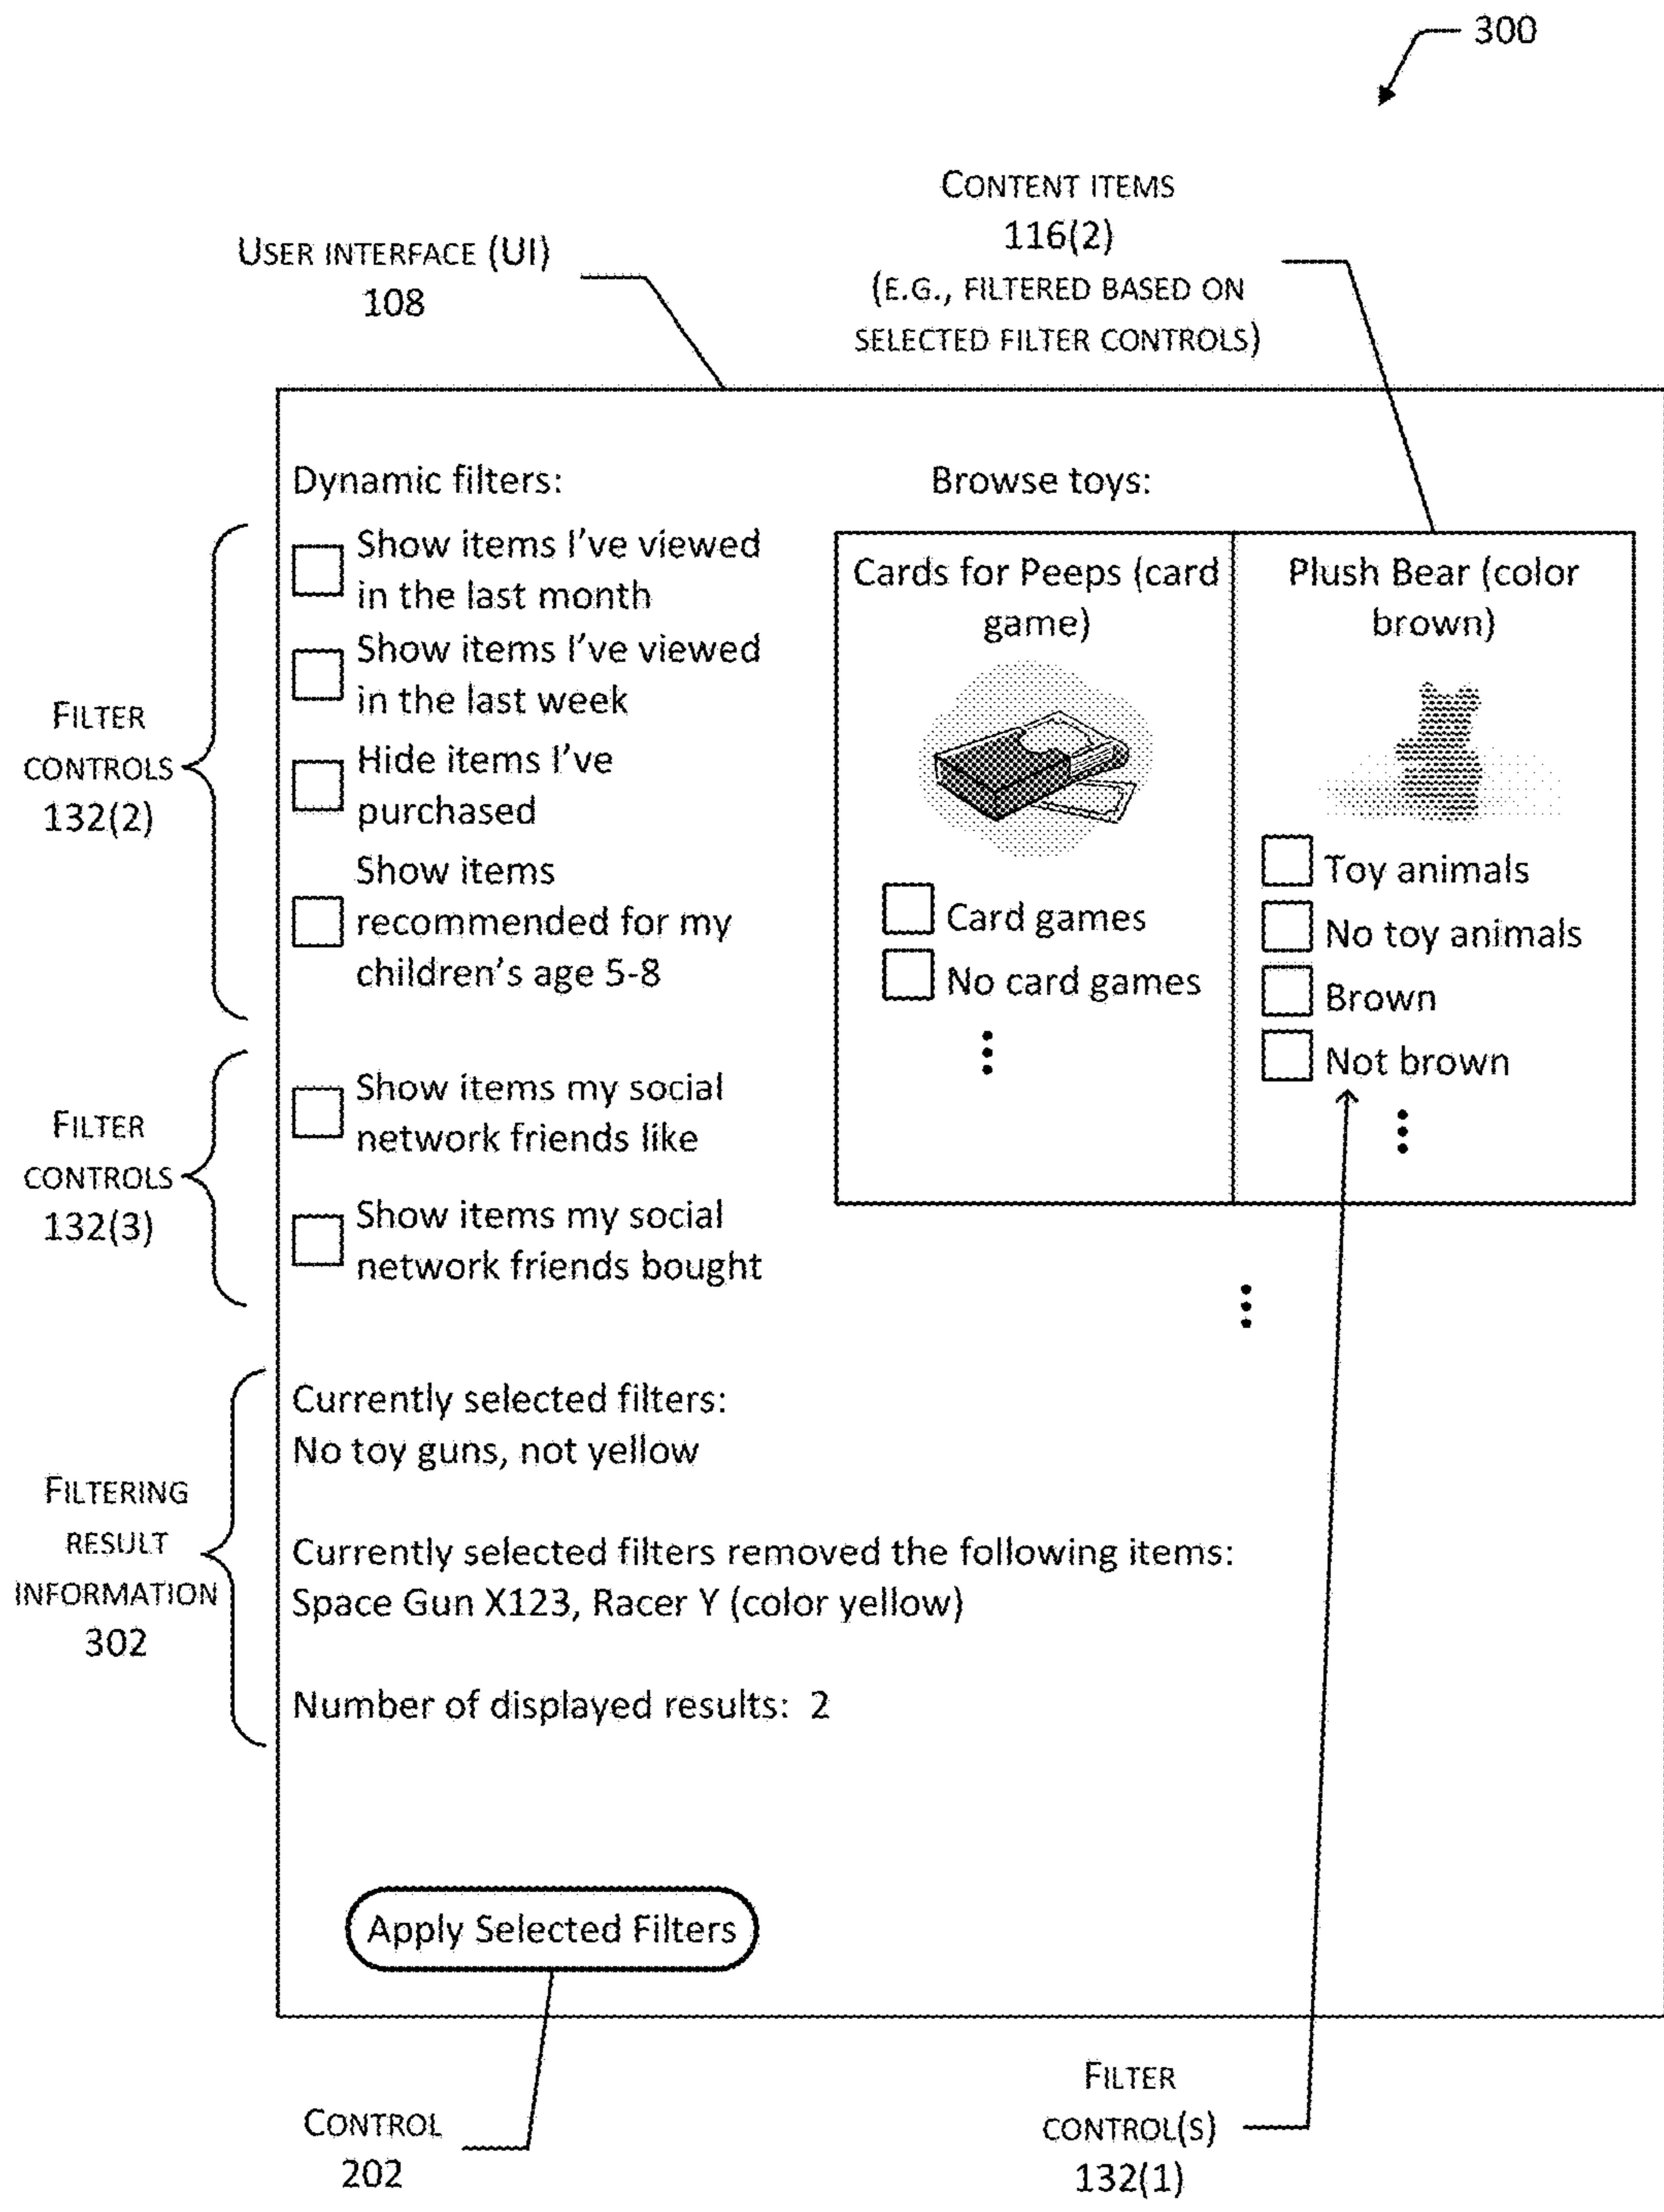 300
CONTENT ITEMS
116(2)
(E.G., FILTERED BASED ON
SELECTED FILTER CONTROLS)
USER INTERFACE (UI)
108
Dynamic filters:
Show items I've viewed
in the last month
Show items I've viewed
in the last week
Hide items I've
purchased
Show items
recommended for my
children's age 5-8
FILTER
CONTROLS
132(2)
Show items my social
network friends like
Show items my social
network friends bought
FILTER
CONTROLS
132(3)
Browse toys:
Cards for Peeps (card
game)
Card games
No card games
Plush Bear (color
brown)
Toy animals
No toy animals
Brown
Not brown
Currently selected filters:
No toy guns, not yellow
Currently selected filters removed the following items:
Space Gun X123, Racer Y (color yellow)
Number of displayed results: 2
FILTERING
RESULT
INFORMATION
302
Apply Selected Filters
CONTROL
202
FILTER
CONTROL(S)
132(1)